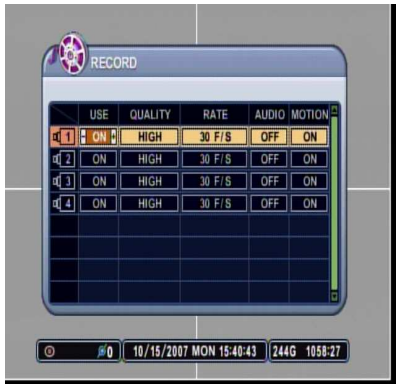 RECORD
USE QUALITY RATE AUDIO MOTION
1 - ON + HIGH 30 F/S OFF ON
2 ON HIGH 30 F/S OFF ON
3 ON HIGH 30 F/S OFF ON
4 ON HIGH 30 F/S OFF ON
0 10/15/2007 MON 15:40:43 244G 1058:27